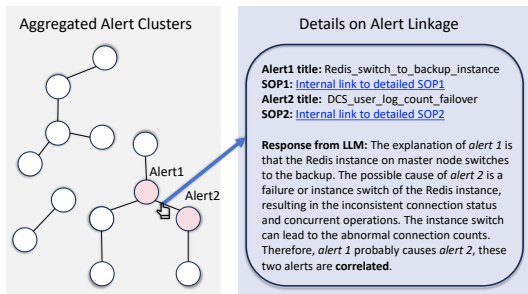 Aggregated Alert Clusters
Alert1
Alert2
Details on Alert Linkage
Alert1 title: Redis_switch_to_backup_instance
SOP1: Internal link to detailed SOP1
Alert2 title: DCS_user_log_count_failover
SOP2: Internal link to detailed SOP2
Response from LLM: The explanation of alert 1 is
that the Redis instance on master node switches
to the backup. The possible cause of alert 2 is a
failure or instance switch of the Redis instance,
resulting in the inconsistent connection status
and concurrent operations. The instance switch
can lead to the abnormal connection counts.
Therefore, alert 1 probably causes alert 2, these
two alerts are correlated.